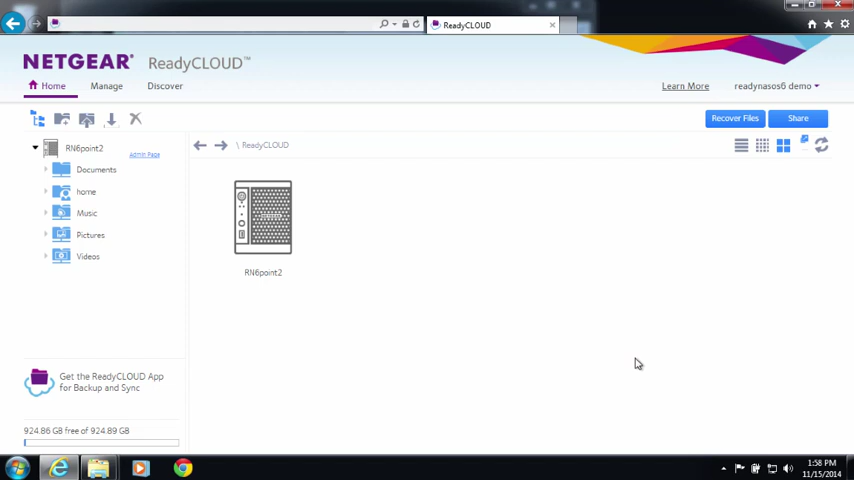 ReadyCLOUD
NETGEAR® ReadyCLOUD™
Home Manage Discover Learn More readynasos6 demo
Recover Files Share
RN6point2 Admin Page
\ ReadyCLOUD
Documents
home
Music
Pictures
Videos
RN6point2
Get the ReadyCLOUD App
for Backup and Sync
924.86 GB free of 924.89 GB
1:58 PM
11/15/2014